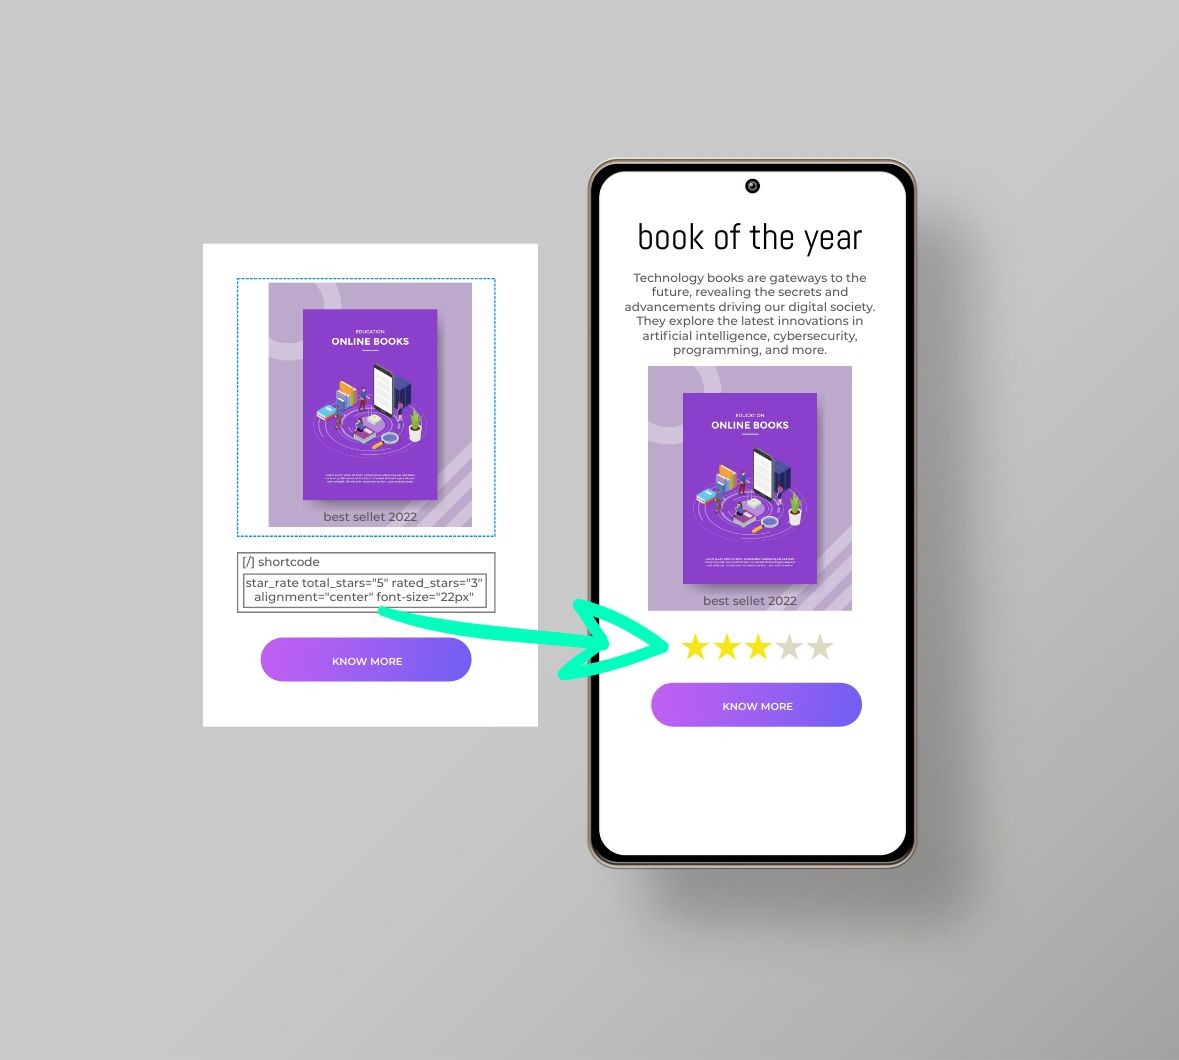 EDUCATION
ONLINE BOOKS
best sellet 2022
[/] shortcode
star_rate total_stars="5" rated_stars="3"
alignment="center" font-size="22px"
KNOW MORE
book of the year
Technology books are gateways to the
future, revealing the secrets and
advancements driving our digital society.
They explore the latest innovations in
artificial intelligence, cybersecurity,
programming, and more.
EDUCATION
ONLINE BOOKS
best sellet 2022
KNOW MORE